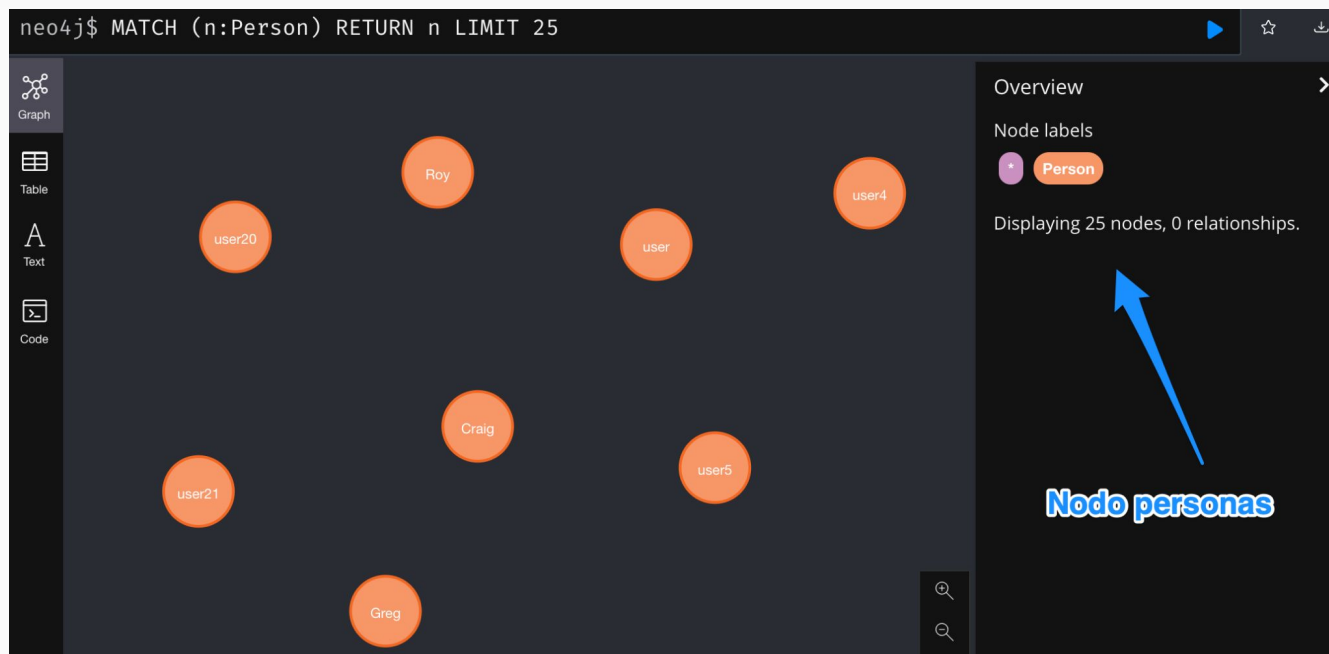 neo4j$ MATCH (n:Person) RETURN n LIMIT 25
Graph
Table
Text
Code
Roy
user4
user20
user
Craig
user5
user21
Greg
Overview
Node labels
* Person
Displaying 25 nodes, 0 relationships.
Nodo personas